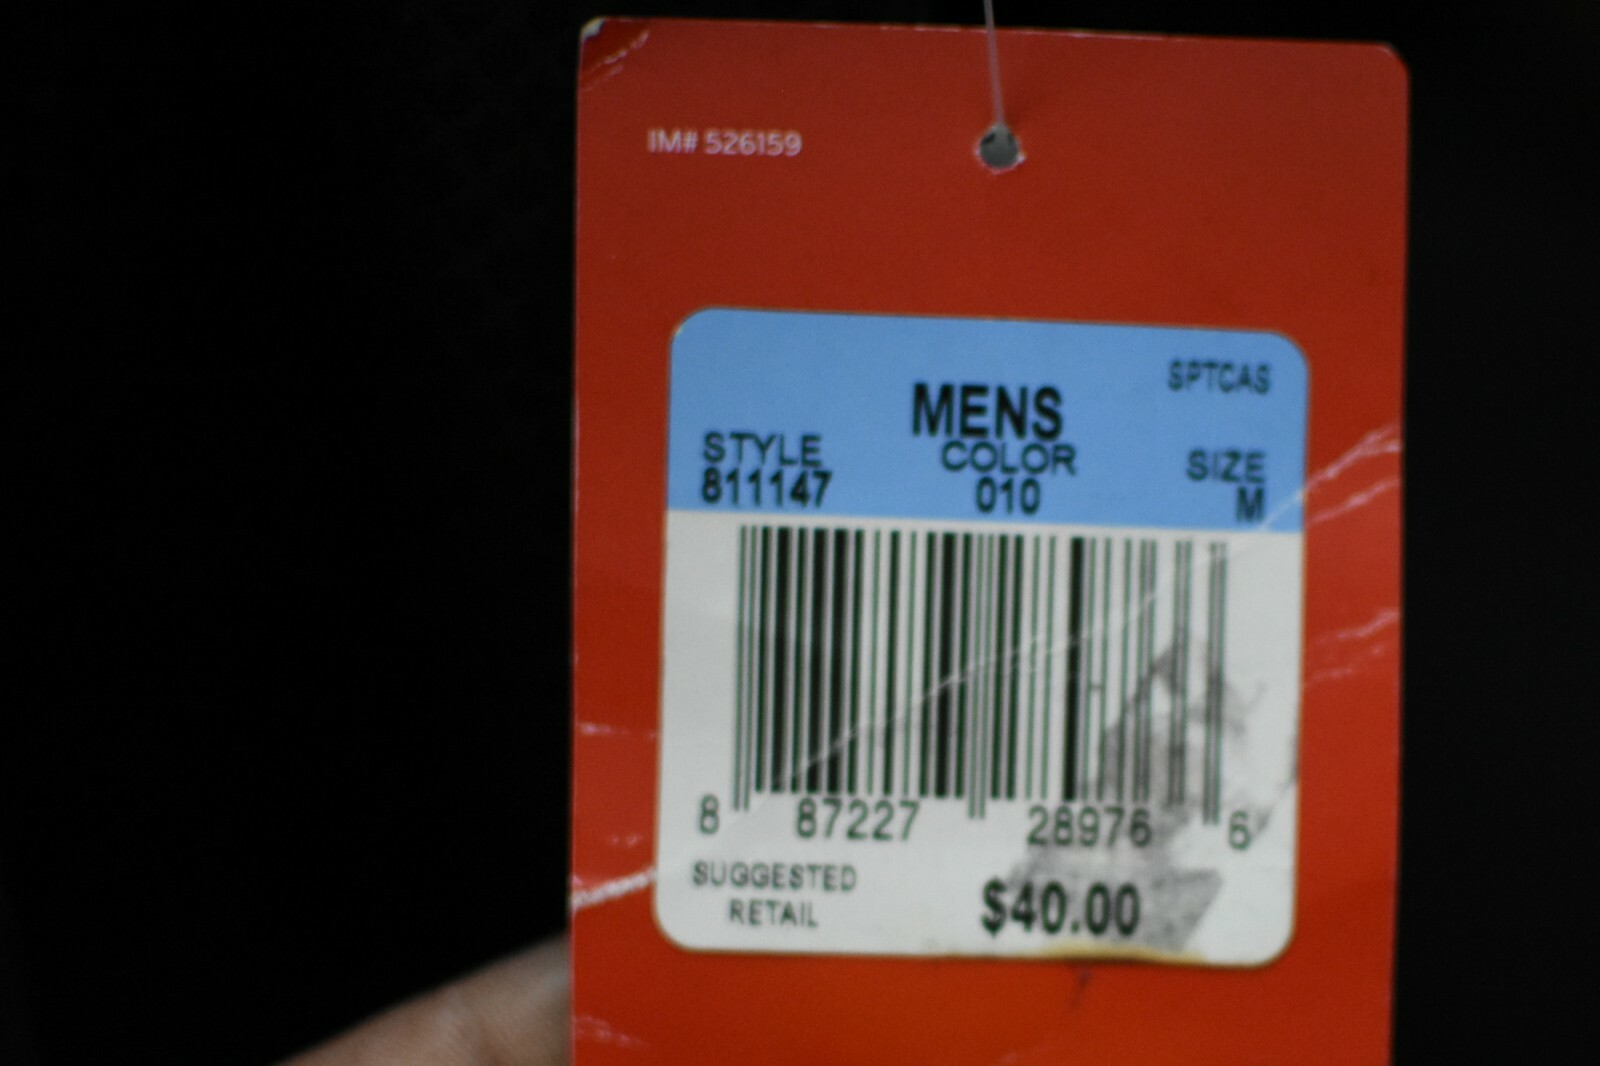 IM# 526159
SPTCAS
MENS
STYLE COLOR SIZE
811147 010 M
8 87227 28976 6
SUGGESTED
RETAIL $40.00